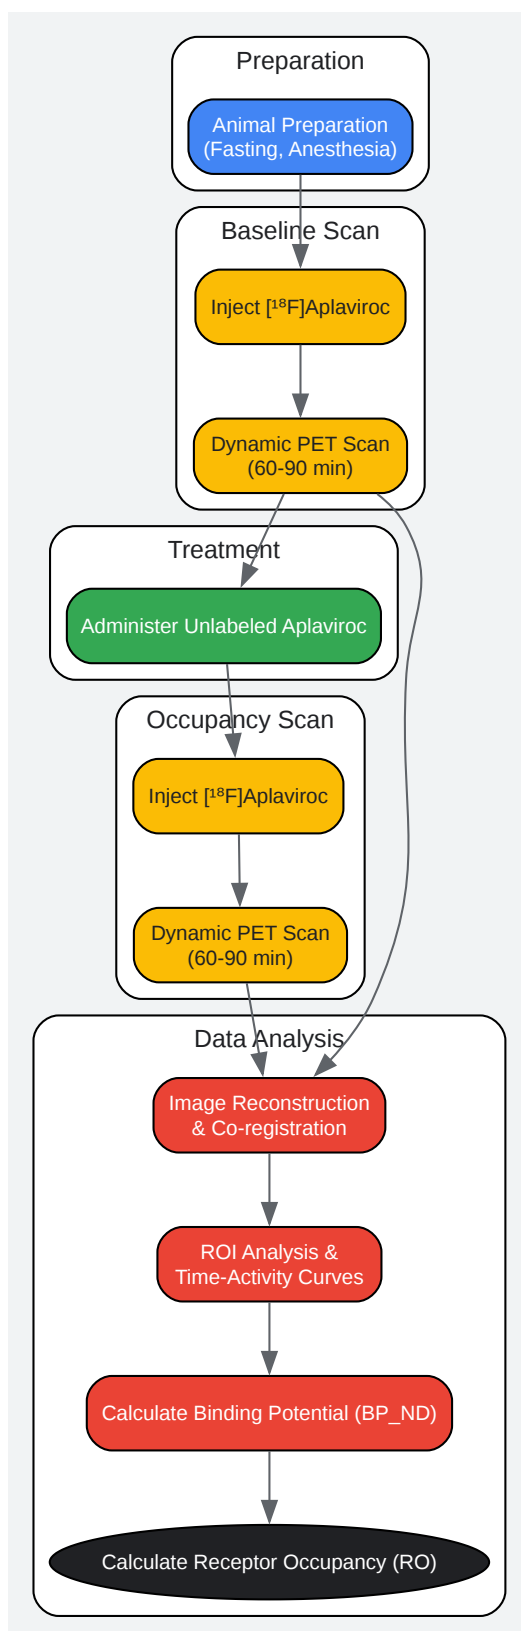 Preparation
Animal Preparation
(Fasting, Anesthesia)
Baseline Scan
Inject [¹⁸F]Aplaviroc
Dynamic PET Scan
(60-90 min)
Treatment
Administer Unlabeled Aplaviroc
Occupancy Scan
Inject [¹⁸F]Aplaviroc
Dynamic PET Scan
(60-90 min)
Data Analysis
Image Reconstruction
& Co-registration
ROI Analysis &
Time-Activity Curves
Calculate Binding Potential (BP_ND)
Calculate Receptor Occupancy (RO)